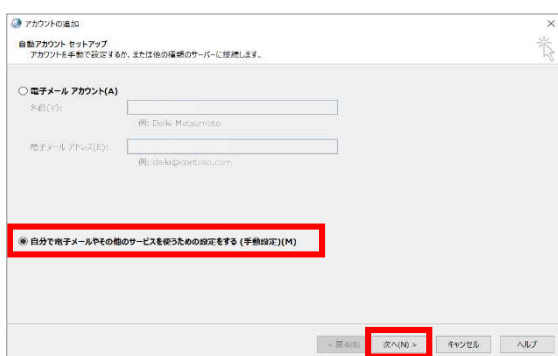 アカウントの追加
自動アカウント セットアップ
アカウントを手動で設定するか、または他の種類のサーバーに接続します。
電子メール アカウント(A)
名前(Y):
例: Daiki Matsumoto
電子メール アドレス(E):
例: daiki@contoso.com
自分で電子メールやその他のサービスを使うための設定をする (手動設定)(M)
< 戻る(B) 次へ(N) > キャンセル ヘルプ